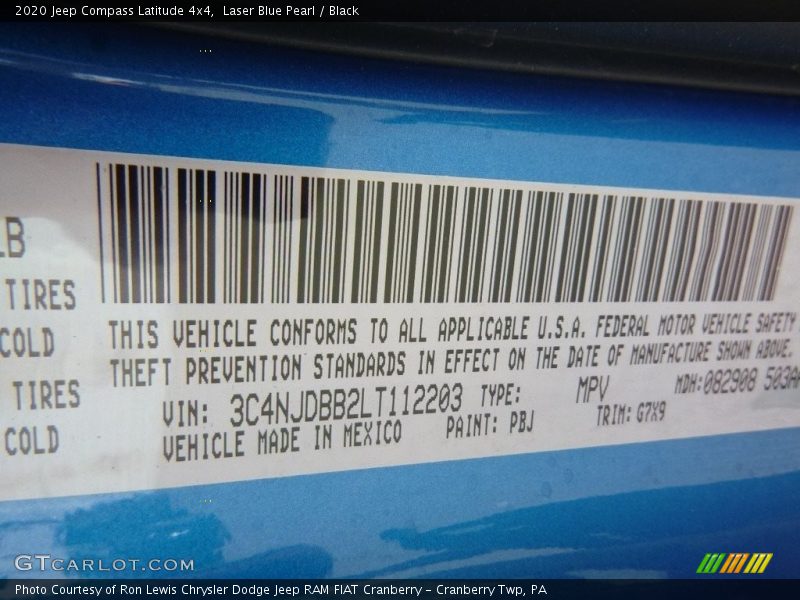 2020 Jeep Compass Latitude 4x4, Laser Blue Pearl / Black
LB
TIRES
COLD
TIRES
COLD
THIS VEHICLE CONFORMS TO ALL APPLICABLE U.S.A. FEDERAL MOTOR VEHICLE SAFETY
THEFT PREVENTION STANDARDS IN EFFECT ON THE DATE OF MANUFACTURE SHOWN ABOVE.
VIN: 3C4NJDBB2LT112203 TYPE: MPV MDH:082908 503AA
VEHICLE MADE IN MEXICO PAINT: PBJ TRIM: G7X9
GTCARLOT.COM
Photo Courtesy of Ron Lewis Chrysler Dodge Jeep RAM FIAT Cranberry – Cranberry Twp, PA